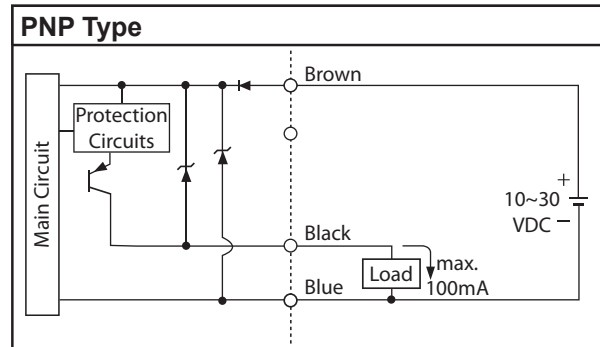 PNP Type
Brown
Protection
Circuits
Main Circuit
10~30
VDC
+
−
Black
Load
max.
100mA
Blue